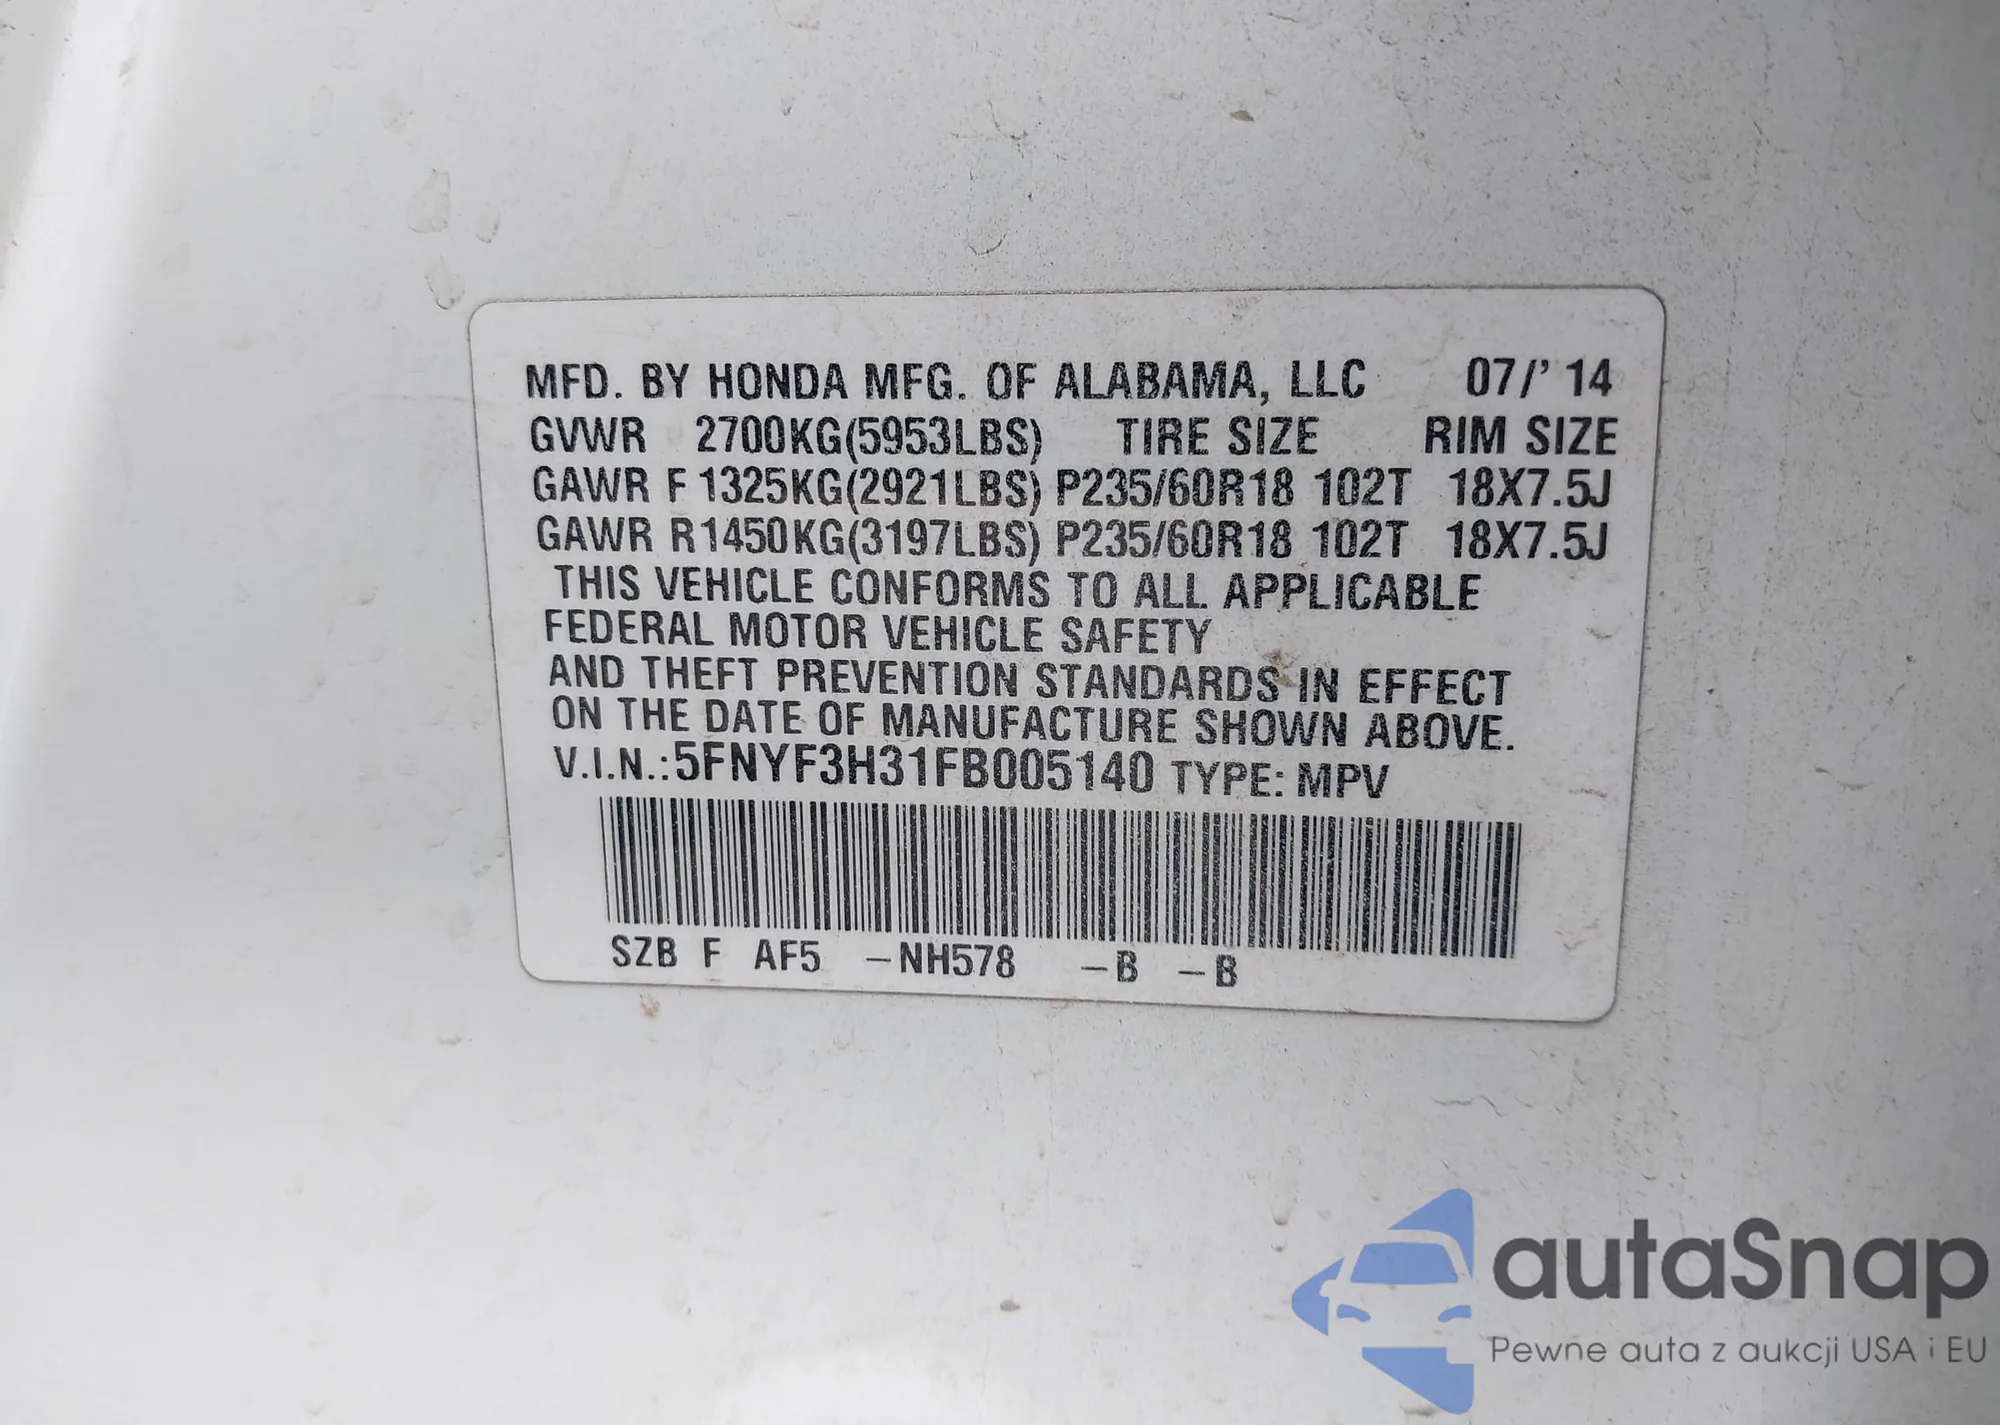 MFD. BY HONDA MFG. OF ALABAMA, LLC 07/' 14
GVWR 2700KG(5953LBS) TIRE SIZE RIM SIZE
GAWR F 1325KG(2921LBS) P235/60R18 102T 18X7.5J
GAWR R1450KG(3197LBS) P235/60R18 102T 18X7.5J
THIS VEHICLE CONFORMS TO ALL APPLICABLE
FEDERAL MOTOR VEHICLE SAFETY
AND THEFT PREVENTION STANDARDS IN EFFECT
ON THE DATE OF MANUFACTURE SHOWN ABOVE.
V.I.N.:5FNYF3H31FB005140 TYPE: MPV
SZB F AF5 –NH578 –B –B
autaSnap
Pewne auta z aukcji USA i EU